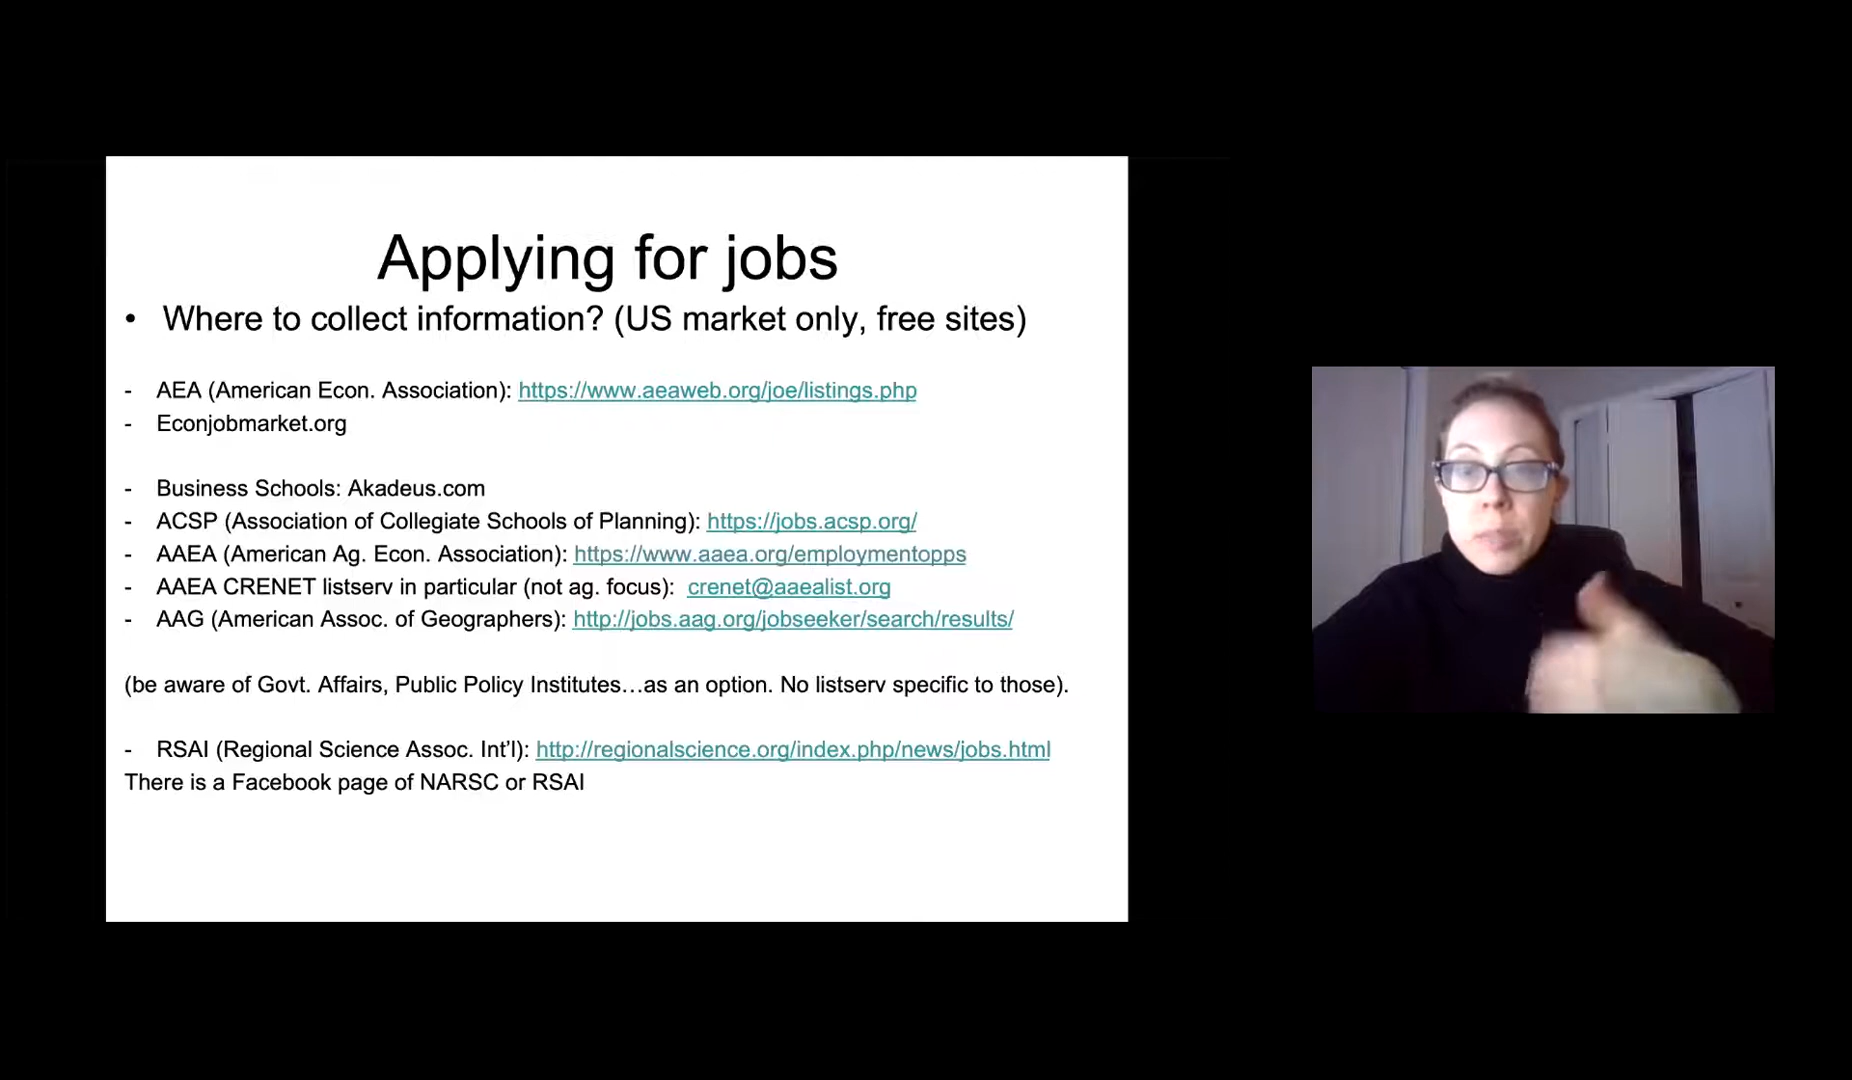 Applying for jobs
• Where to collect information? (US market only, free sites)
- AEA (American Econ. Association): https://www.aeaweb.org/joe/listings.php
- Econjobmarket.org
- Business Schools: Akadeus.com
- ACSP (Association of Collegiate Schools of Planning): https://jobs.acsp.org/
- AAEA (American Ag. Econ. Association): https://www.aaea.org/employmentopps
- AAEA CRENET listserv in particular (not ag. focus): crenet@aaealist.org
- AAG (American Assoc. of Geographers): http://jobs.aag.org/jobseeker/search/results/
(be aware of Govt. Affairs, Public Policy Institutes…as an option. No listserv specific to those).
- RSAI (Regional Science Assoc. Int’l): http://regionalscience.org/index.php/news/jobs.html
There is a Facebook page of NARSC or RSAI